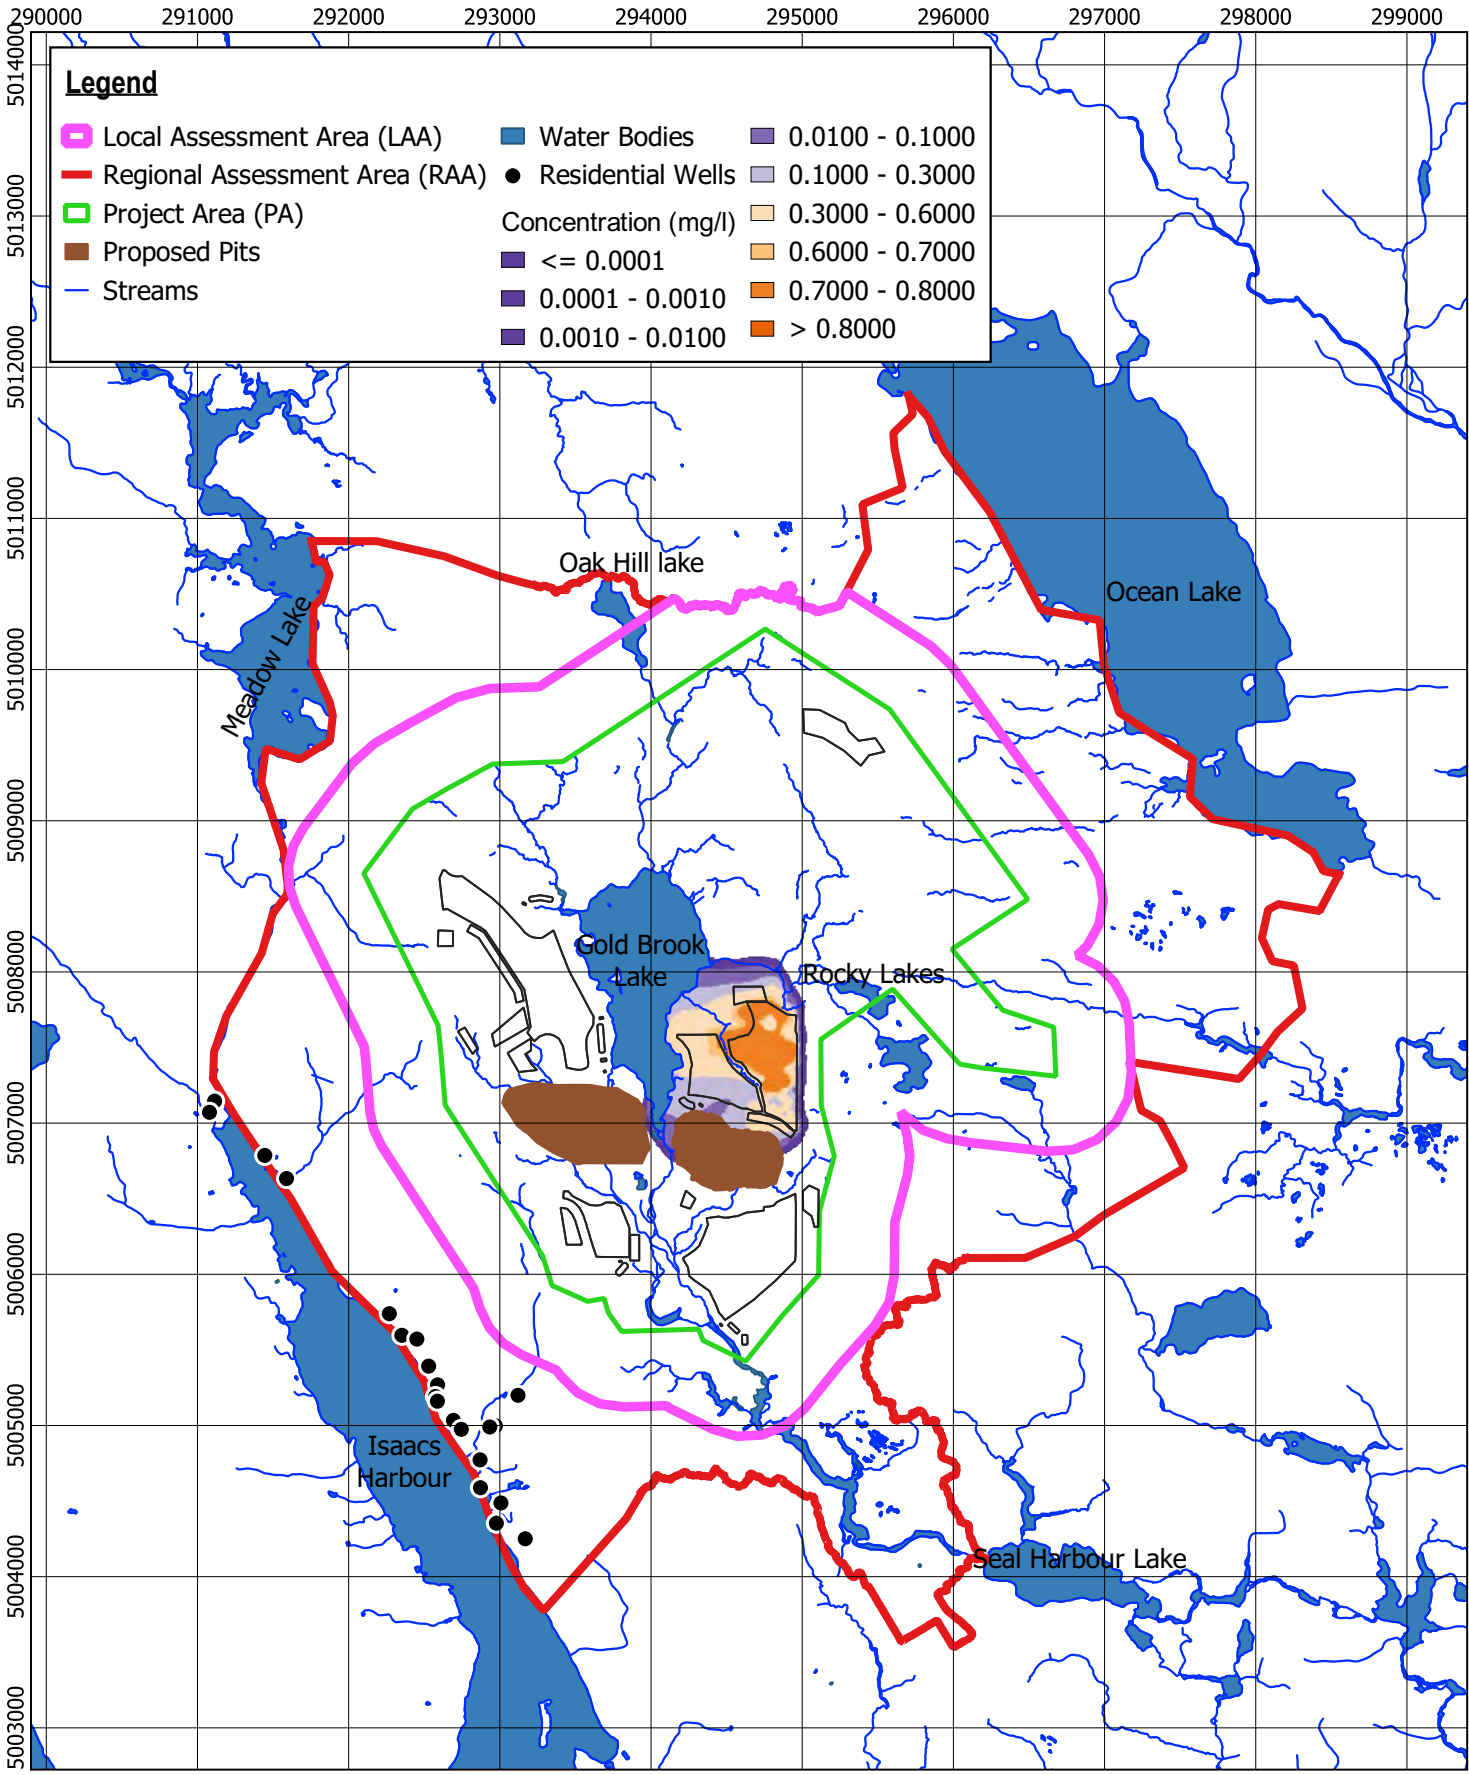 290000 291000 292000 293000 294000 295000 296000 297000 298000 299000
5014000
5013000
5012000
5011000
5010000
5009000
5008000
5007000
5006000
5005000
5004000
5003000
Legend
Local Assessment Area (LAA)
Regional Assessment Area (RAA)
Project Area (PA)
Proposed Pits
Streams
Water Bodies
Residential Wells
Concentration (mg/l)
<= 0.0001
0.0001 - 0.0010
0.0010 - 0.0100
0.0100 - 0.1000
0.1000 - 0.3000
0.3000 - 0.6000
0.6000 - 0.7000
0.7000 - 0.8000
> 0.8000
Oak Hill lake
Ocean Lake
Meadow Lake
Gold Brook
Lake
Rocky Lakes
Isaacs
Harbour
Seal Harbour Lake